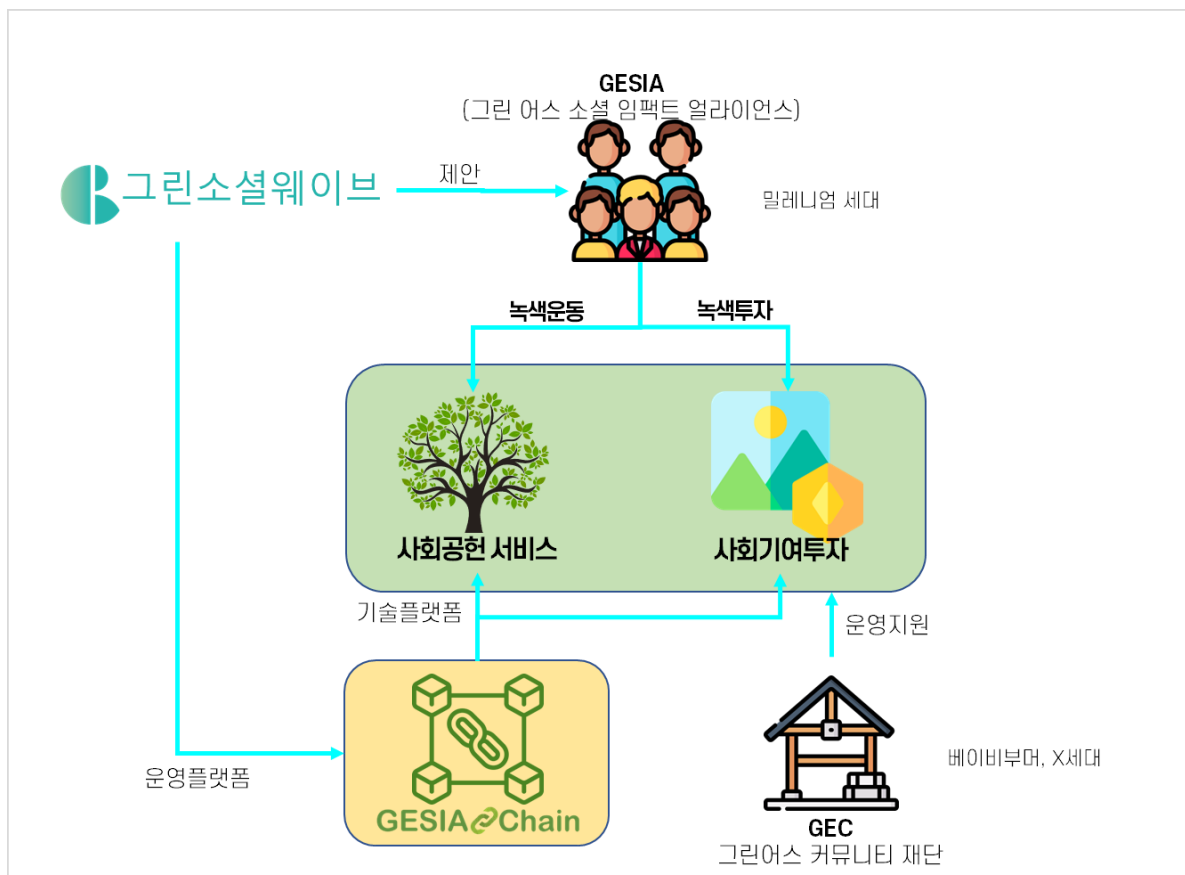 GESIA
(그린 어스 소셜 임팩트 얼라이언스)
그린소셜웨이브
제안
밀레니엄 세대
녹색운동
녹색투자
사회공헌 서비스
사회기여투자
기술플랫폼
운영지원
운영플랫폼
GESIA Chain
베이비부머, X세대
GEC
그린어스 커뮤니티 재단